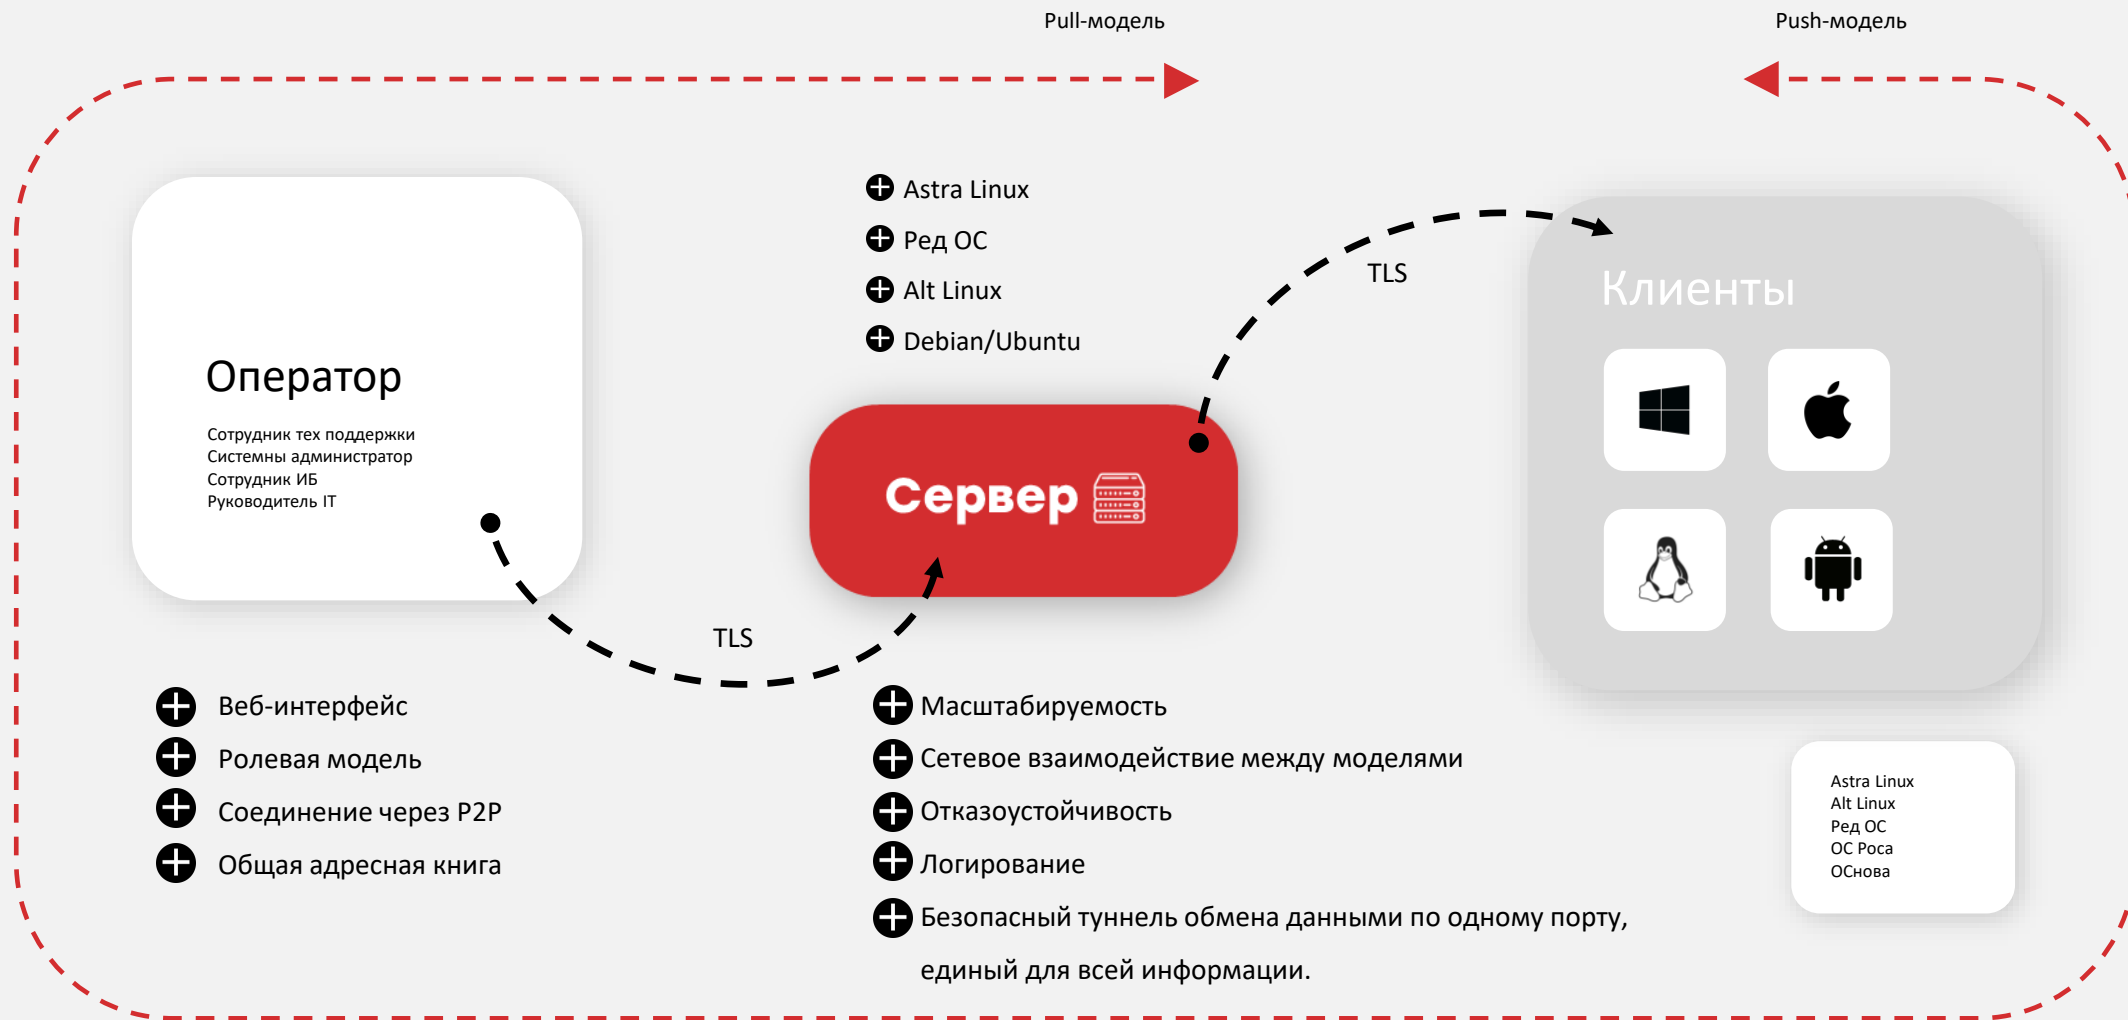 Pull-модель
Push-модель
Оператор
Сотрудник тех поддержки
Системны администратор
Сотрудник ИБ
Руководитель IT
Веб-интерфейс
Ролевая модель
Соединение через P2P
Общая адресная книга
TLS
Astra Linux
Ред ОС
Alt Linux
Debian/Ubuntu
Сервер
Масштабируемость
Сетевое взаимодействие между моделями
Отказоустойчивость
Логирование
Безопасный туннель обмена данными по одному порту,
единый для всей информации.
TLS
Клиенты
Astra Linux
Alt Linux
Ред ОС
ОС Роса
ОСнова